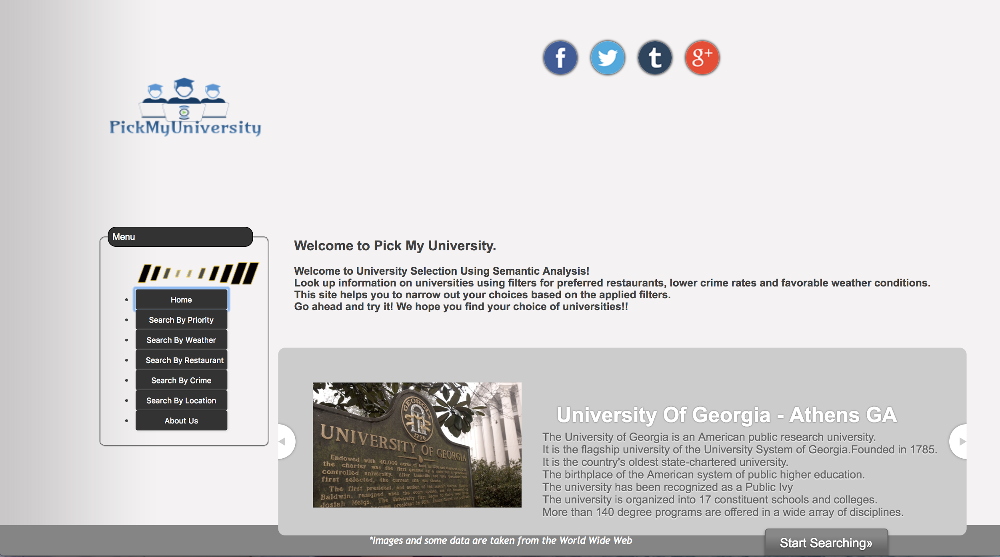 f
t
g+
PickMyUniversity
Menu
Home
Search By Priority
Search By Weather
Search By Restaurant
Search By Crime
Search By Location
About Us
Welcome to Pick My University.
Welcome to University Selection Using Semantic Analysis!
Look up information on universities using filters for preferred restaurants, lower crime rates and favorable weather conditions.
This site helps you to narrow out your choices based on the applied filters.
Go ahead and try it! We hope you find your choice of universities!!
GEORGIA
1776
UNIVERSITY OF GEORGIA
Endowed with 40,000 acres of land in 1784 and chartered in 1785,
the charter was the first granted by a state for a government
controlled university. After Louisville and then Greensboro were
first selected, the current site was chosen.
The first president, and author of the school's charter,
Baldwin, resigned when the doors opened, and was succeeded by
Josiah Meigs. The University first began to thrive
president in 1819.
University Of Georgia - Athens GA
The University of Georgia is an American public research university.
It is the flagship university of the University System of Georgia.Founded in 1785.
It is the country's oldest state-chartered university.
The birthplace of the American system of public higher education.
The university has been recognized as a Public Ivy
The university is organized into 17 constituent schools and colleges.
More than 140 degree programs are offered in a wide array of disciplines.
*Images and some data are taken from the World Wide Web
Start Searching»